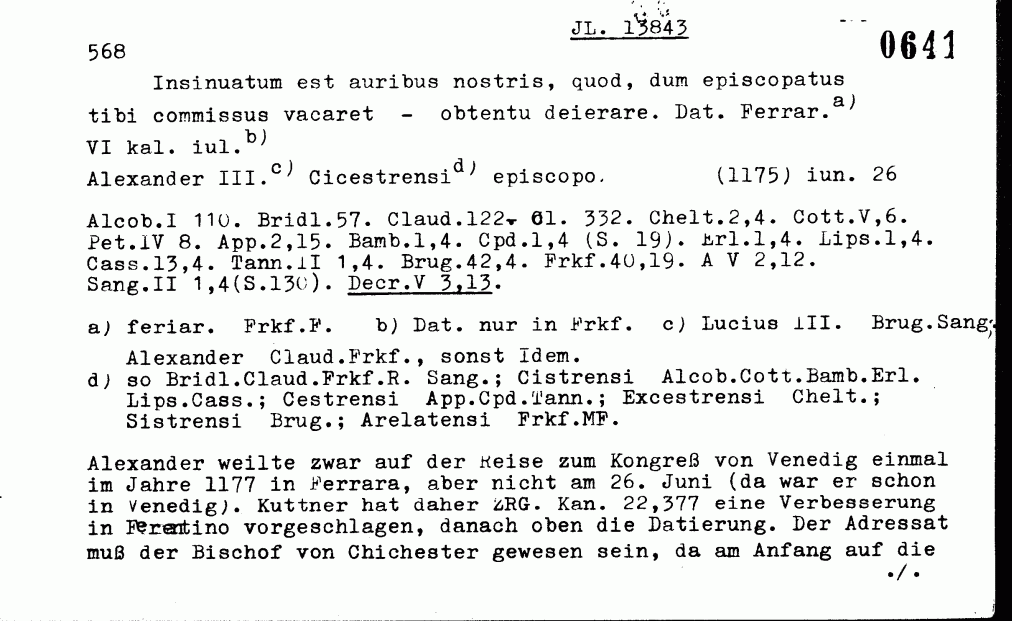 JL. 13843
568
0641
Insinuatum est auribus nostris, quod, dum episcopatus
tibi commissus vacaret - obtentu deierare. Dat. Ferrar.a)
VI kal. iul.b)
Alexander III.c) Cicestrensid) episcopo. (1175) iun. 26
Alcob.I 110. Bridl.57. Claud.122. Cl. 332. Chelt.2,4. Cott.V,6.
Pet.IV 8. App.2,15. Bamb.1,4. Cpd.1,4 (S. 19). Erl.1,4. Lips.1,4.
Cass.13,4. Tann.II 1,4. Brug.42,4. Frkf.40,19. A V 2,12.
Sang.II 1,4(S.130). Decr.V 3,13.
a) feriar. Frkf.F. b) Dat. nur in Frkf. c) Lucius III. Brug.Sang;
Alexander Claud.Frkf., sonst Idem.
d) so Bridl.Claud.Frkf.R. Sang.; Cistrensi Alcob.Cott.Bamb.Erl.
Lips.Cass.; Cestrensi App.Cpd.Tann.; Excestrensi Chelt.;
Sistrensi Brug.; Arelatensi Frkf.MF.
Alexander weilte zwar auf der Reise zum Kongreß von Venedig einmal
im Jahre 1177 in Ferrara, aber nicht am 26. Juni (da war er schon
in Venedig). Kuttner hat daher ZRG. Kan. 22,377 eine Verbesserung
in Ferentino vorgeschlagen, danach oben die Datierung. Der Adressat
muß der Bischof von Chichester gewesen sein, da am Anfang auf die
./.